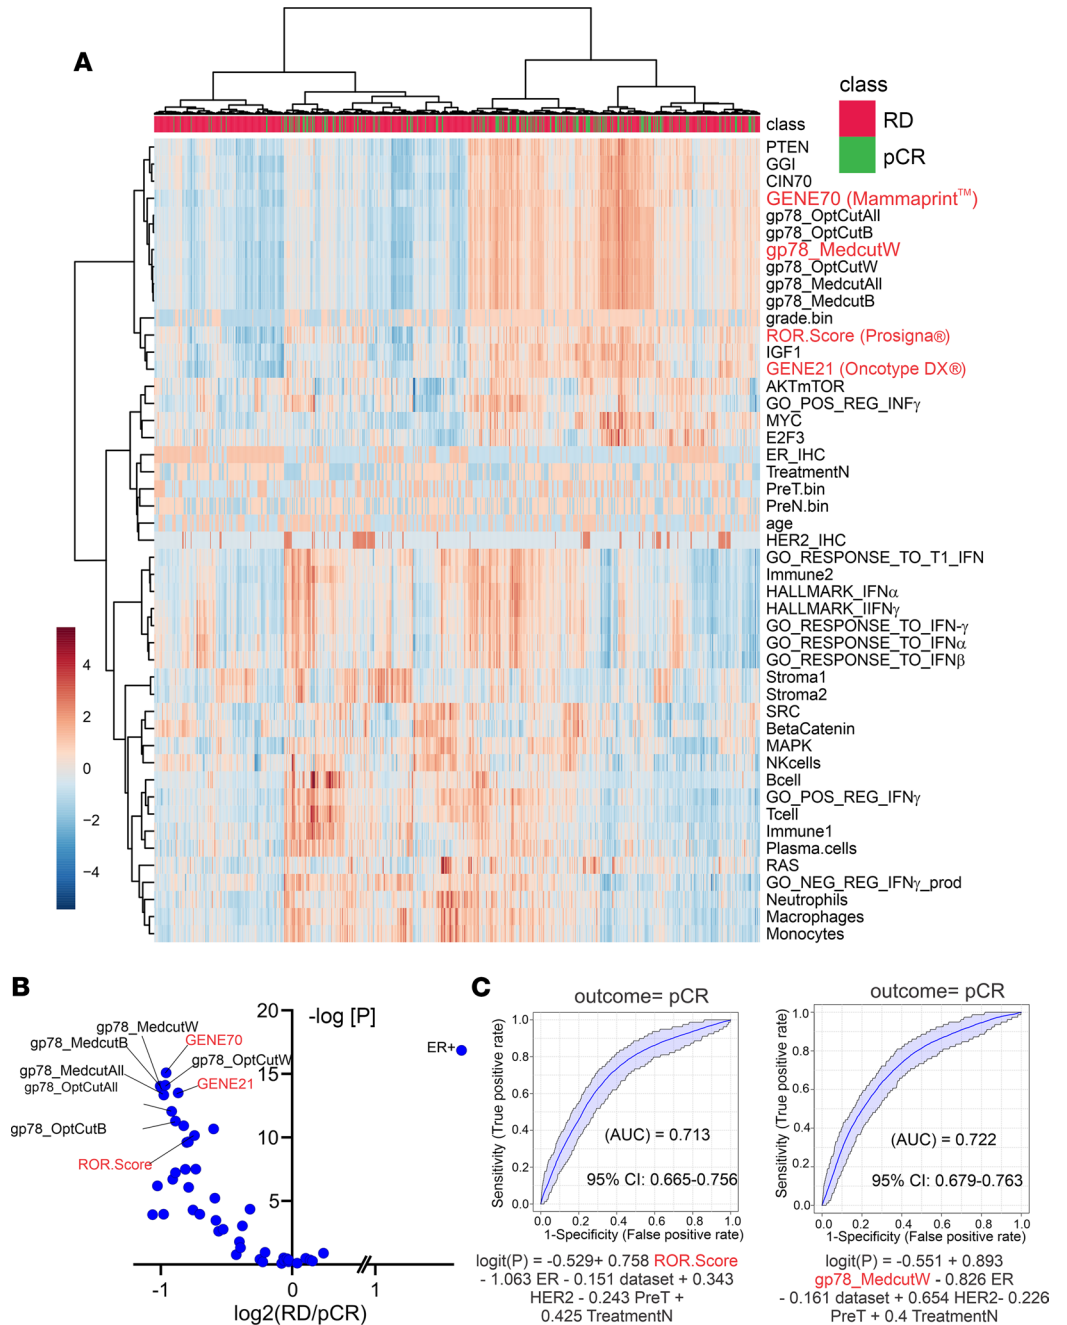 A
class
RD
pCR
class
PTEN
GGI
CIN70
GENE70 (Mammaprint™)
gp78_OptCutAll
gp78_OptCutB
gp78_MedcutW
gp78_OptCutW
gp78_MedcutAll
gp78_MedcutB
grade.bin
ROR.Score (Prosigna®)
IGF1
GENE21 (Oncotype DX®)
AKTmTOR
GO_POS_REG_INFγ
MYC
E2F3
ER_IHC
TreatmentN
PreT.bin
PreN.bin
age
HER2_IHC
GO_RESPONSE_TO_T1_IFN
Immune2
HALLMARK_IFNα
HALLMARK_IIFNγ
GO_RESPONSE_TO_IFN-γ
GO_RESPONSE_TO_IFNα
GO_RESPONSE_TO_IFNβ
Stroma1
Stroma2
SRC
BetaCatenin
MAPK
NKcells
Bcell
GO_POS_REG_IFNγ
Tcell
Immune1
Plasma.cells
RAS
GO_NEG_REG_IFNγ_prod
Neutrophils
Macrophages
Monocytes
4
2
0
−2
−4
B
20
-log [P]
gp78_MedcutW
gp78_MedcutB
GENE70
gp78_OptCutW
ER+
gp78_MedcutAll
15
gp78_OptCutAll
GENE21
gp78_OptCutB
10
ROR.Score
5
-1
0
1
log2(RD/pCR)
C
outcome= pCR
Sensitivity (True positive rate)
1.0
0.8
0.6
0.4
0.2
0.0
(AUC) = 0.713
95% CI: 0.665-0.756
0.0 0.2 0.4 0.6 0.8 1.0
1-Specificity (False positive rate)
logit(P) = -0.529+ 0.758 ROR.Score
- 1.063 ER - 0.151 dataset + 0.343
HER2 - 0.243 PreT +
0.425 TreatmentN
outcome= pCR
Sensitivity (True positive rate)
1.0
0.8
0.6
0.4
0.2
0.0
(AUC) = 0.722
95% CI: 0.679-0.763
0.0 0.2 0.4 0.6 0.8 1.0
1-Specificity (False positive rate)
logit(P) = -0.551 + 0.893
gp78_MedcutW - 0.826 ER
- 0.161 dataset + 0.654 HER2- 0.226
PreT + 0.4 TreatmentN